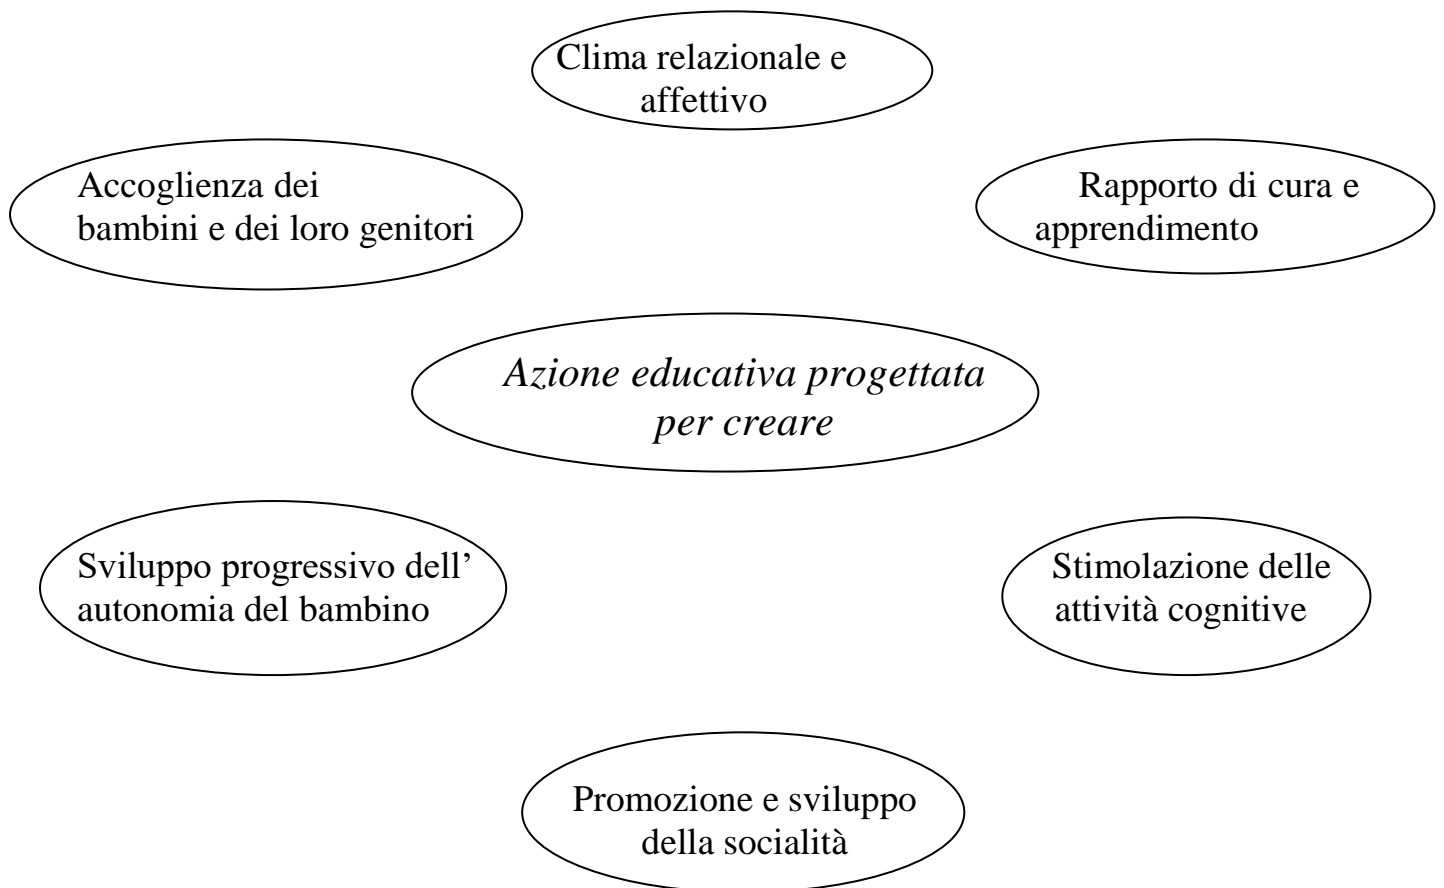 Clima relazionale e
affettivo
Accoglienza dei
bambini e dei loro genitori
Rapporto di cura e
apprendimento
Azione educativa progettata
per creare
Sviluppo progressivo dell’
autonomia del bambino
Stimolazione delle
attività cognitive
Promozione e sviluppo
della socialità